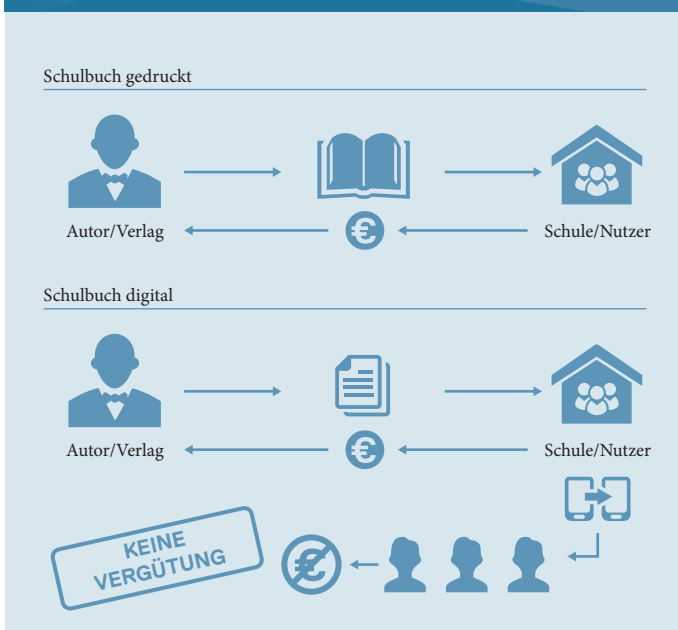 Schulbuch gedruckt
Autor/Verlag
€
Schule/Nutzer
Schulbuch digital
Autor/Verlag
€
Schule/Nutzer
KEINE
VERGÜTUNG
€